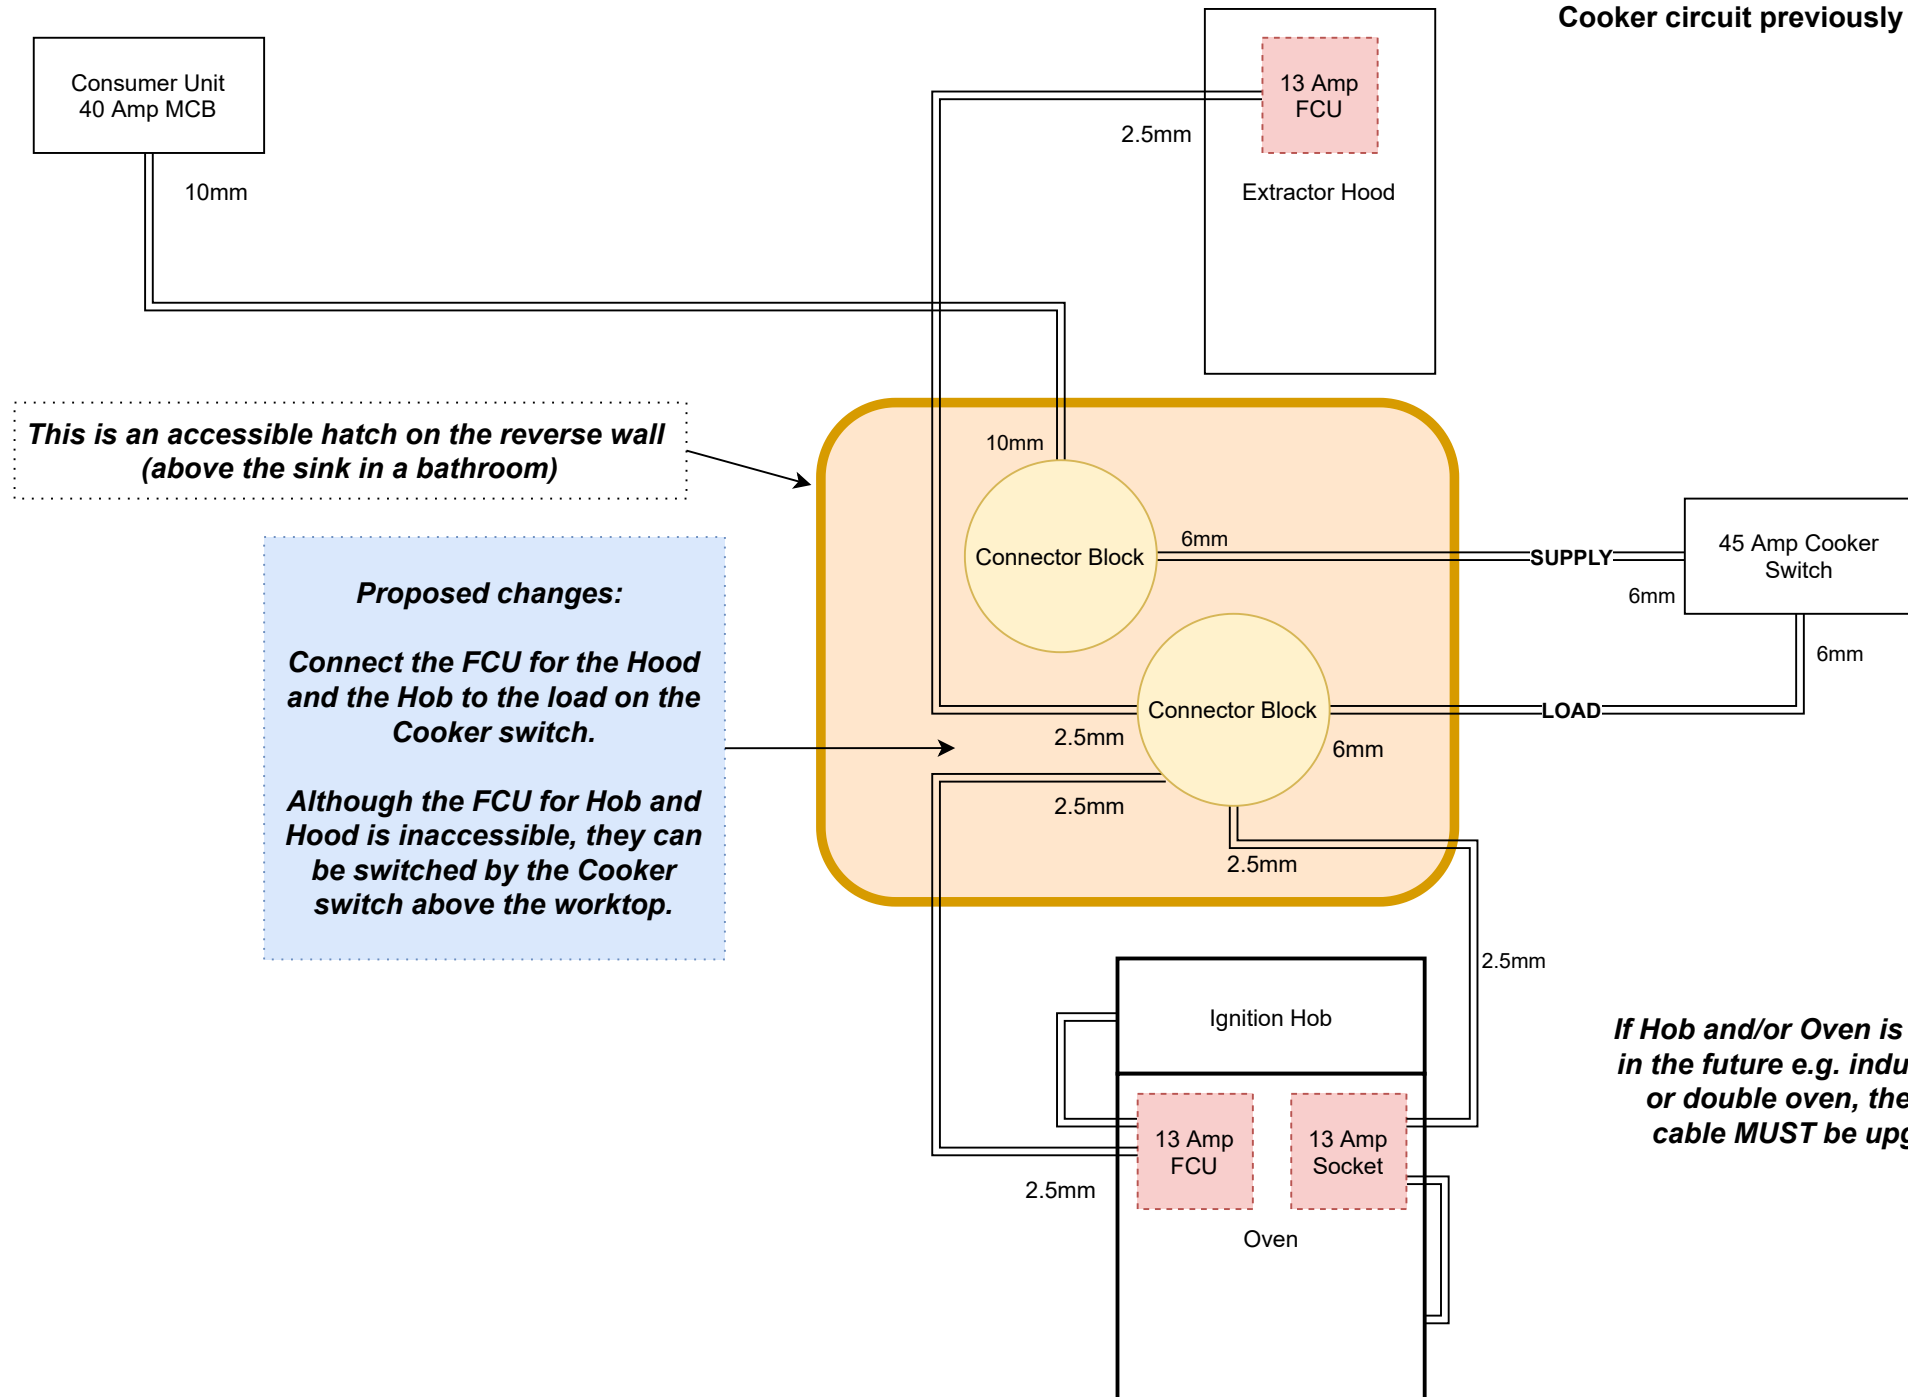 Cooker circuit previously
Consumer Unit
40 Amp MCB
10mm
13 Amp
FCU
2.5mm
Extractor Hood
This is an accessible hatch on the reverse wall
(above the sink in a bathroom)
10mm
Connector Block
6mm
SUPPLY
45 Amp Cooker
Switch
6mm
6mm
Proposed changes:
Connect the FCU for the Hood
and the Hob to the load on the
Cooker switch.
Although the FCU for Hob and
Hood is inaccessible, they can
be switched by the Cooker
switch above the worktop.
Connector Block
LOAD
2.5mm
6mm
2.5mm
2.5mm
2.5mm
Ignition Hob
13 Amp
FCU
13 Amp
Socket
2.5mm
Oven
If Hob and/or Oven is
in the future e.g. indu
or double oven, the
cable MUST be upg